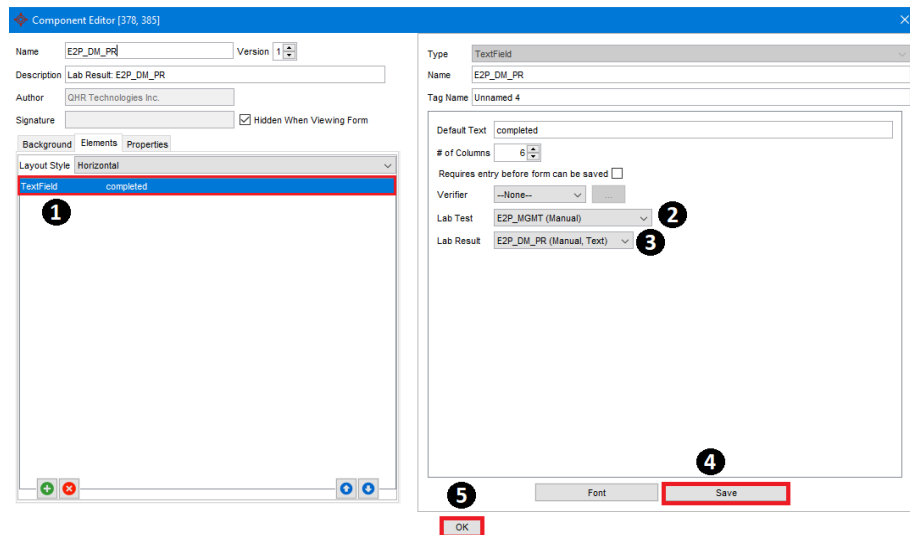 Component Editor [378, 385]
Name E2P_DM_PR Version 1
Description Lab Result: E2P_DM_PR
Author QHR Technologies Inc.
Signature Hidden When Viewing Form
Background Elements Properties
Layout Style Horizontal
TextField completed
1
Type TextField
Name E2P_DM_PR
Tag Name Unnamed 4
Default Text completed
# of Columns 6
Requires entry before form can be saved
Verifier --None-- ...
Lab Test E2P_MGMT (Manual) 2
Lab Result E2P_DM_PR (Manual, Text) 3
4
Font Save
5
OK